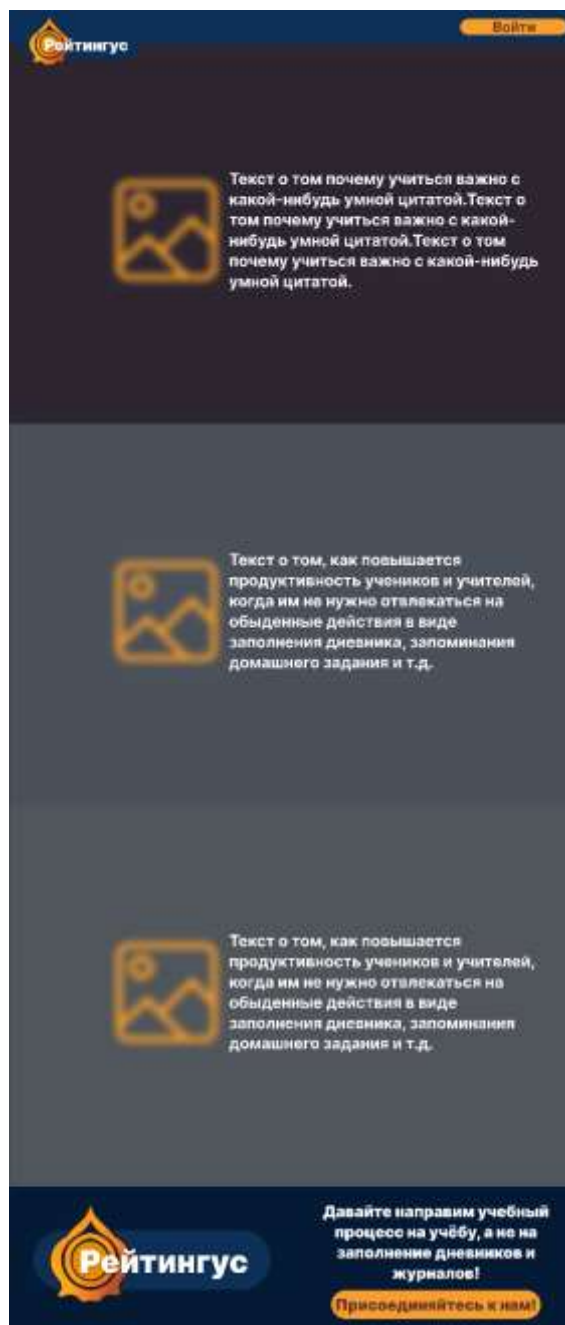 Войти
Рейтингус
Текст о том почему учиться важно с
какой-нибудь умной цитатой.Текст о
том почему учиться важно с какой-
нибудь умной цитатой.Текст о том
почему учиться важно с какой-нибудь
умной цитатой.
Текст о том, как повышается
продуктивность учеников и учителей,
когда им не нужно отвлекаться на
обыденные действия в виде
заполнения дневника, запоминания
домашнего задания и т.д.
Текст о том, как повышается
продуктивность учеников и учителей,
когда им не нужно отвлекаться на
обыденные действия в виде
заполнения дневника, запоминания
домашнего задания и т.д.
Рейтингус
Давайте направим учебный
процесс на учёбу, а не на
заполнение дневников и
журналов!
Присоединяйтесь к нам!